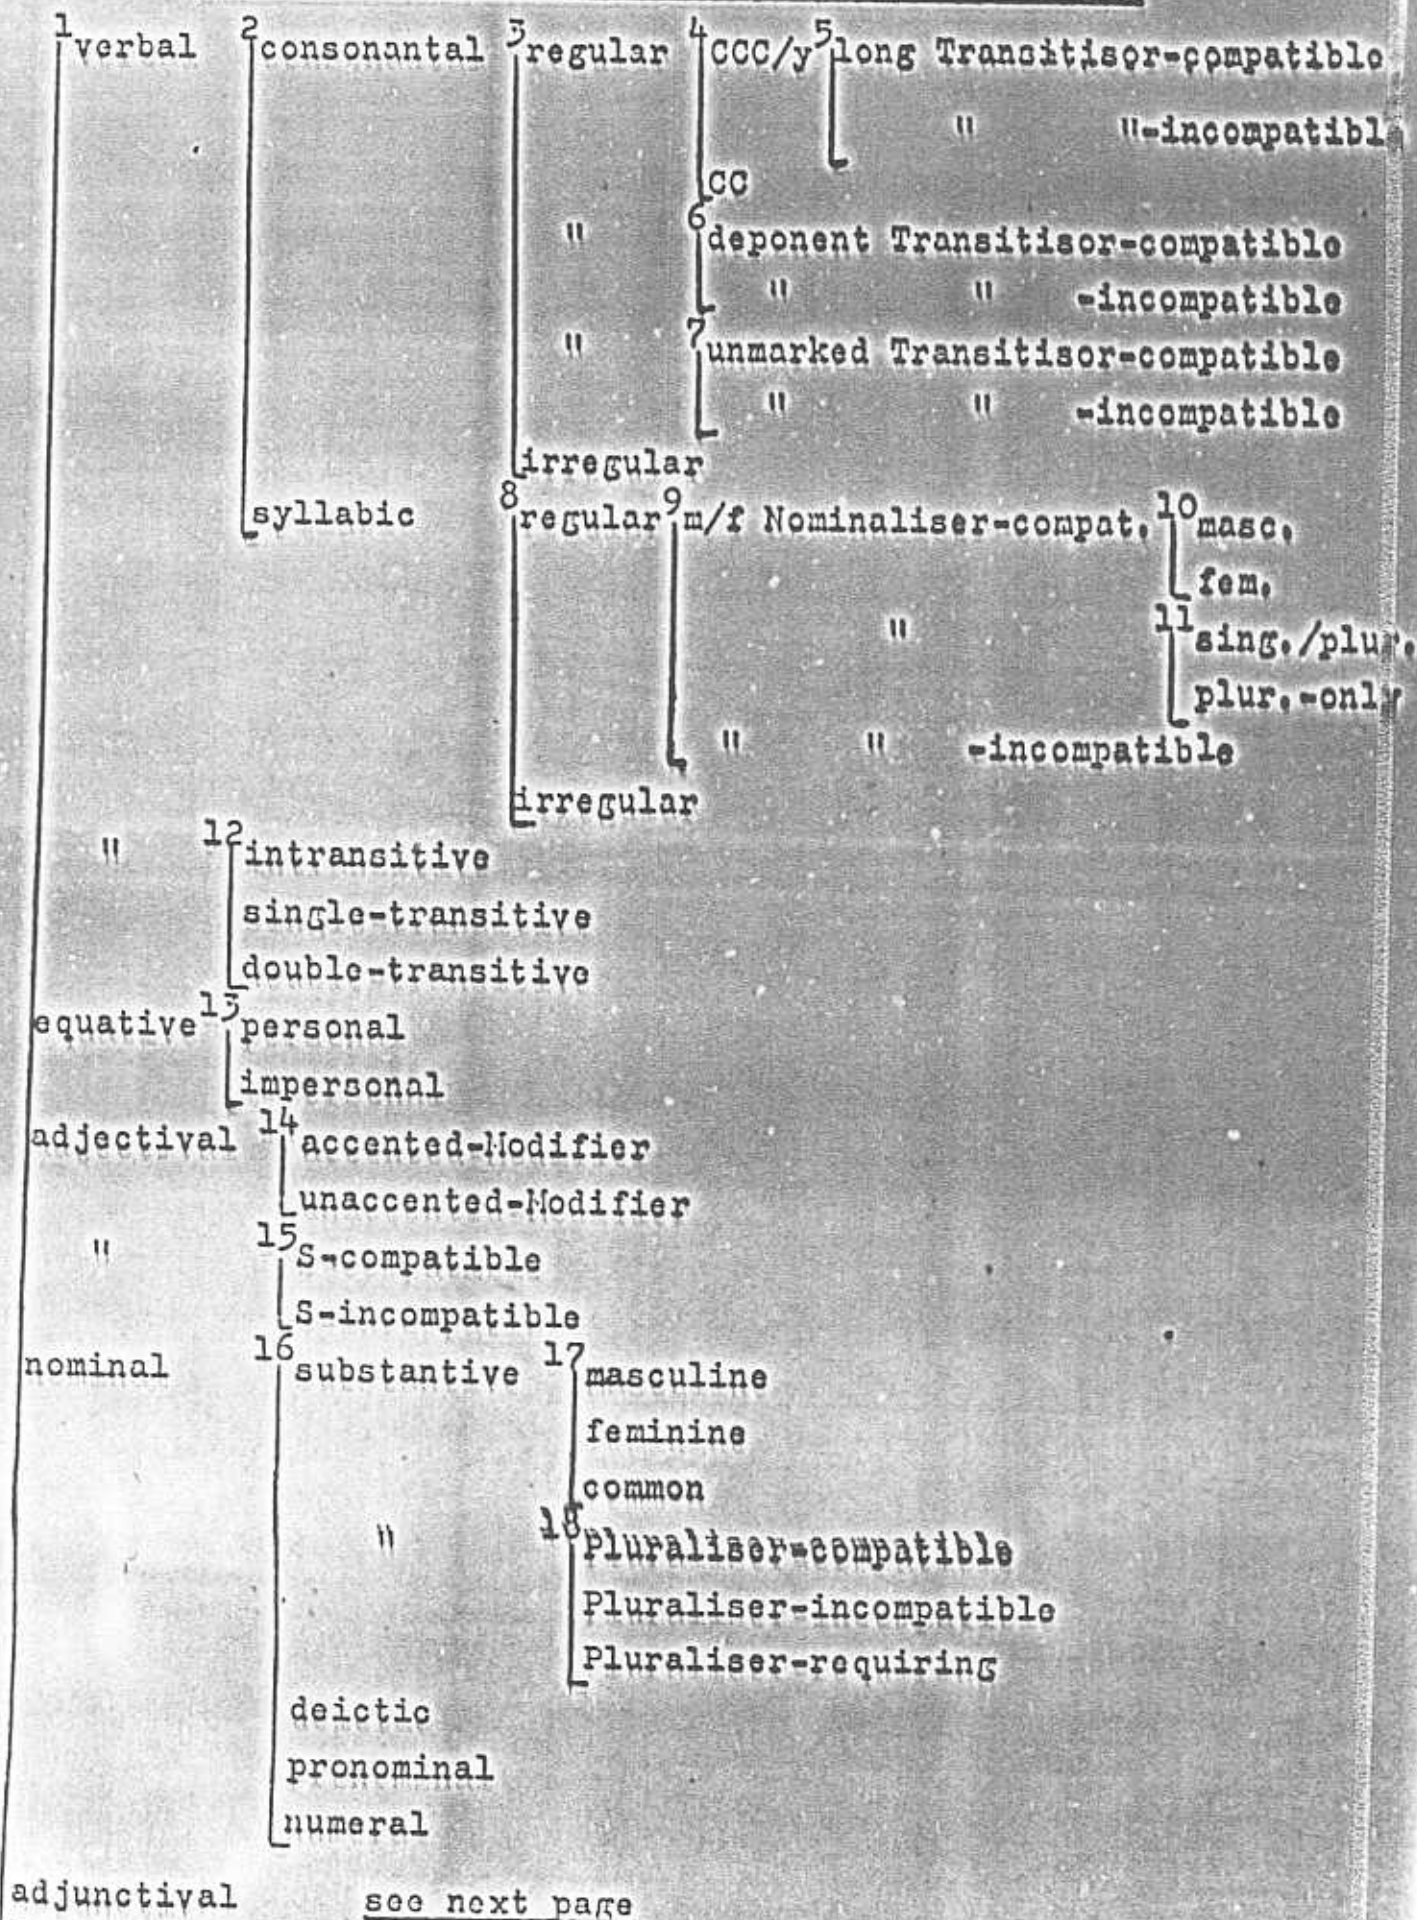 1verbal 2consonantal 3regular 4CCC/y 5long Transitisor-compatible
" "-incompatibl
CC
" 6deponent Transitisor-compatible
" " -incompatible
" 7unmarked Transitisor-compatible
" " -incompatible
irregular
syllabic 8regular 9m/f Nominaliser-compat. 10masc.
fem.
" 11sing./plur.
plur.-only
" " -incompatible
irregular
" 12intransitive
single-transitive
double-transitive
equative 13personal
impersonal
adjectival 14accented-Modifier
unaccented-Modifier
" 15S-compatible
S-incompatible
nominal 16substantive 17masculine
feminine
common
" 18Pluraliser-compatible
Pluraliser-incompatible
Pluraliser-requiring
deictic
pronominal
numeral
adjunctival see next page